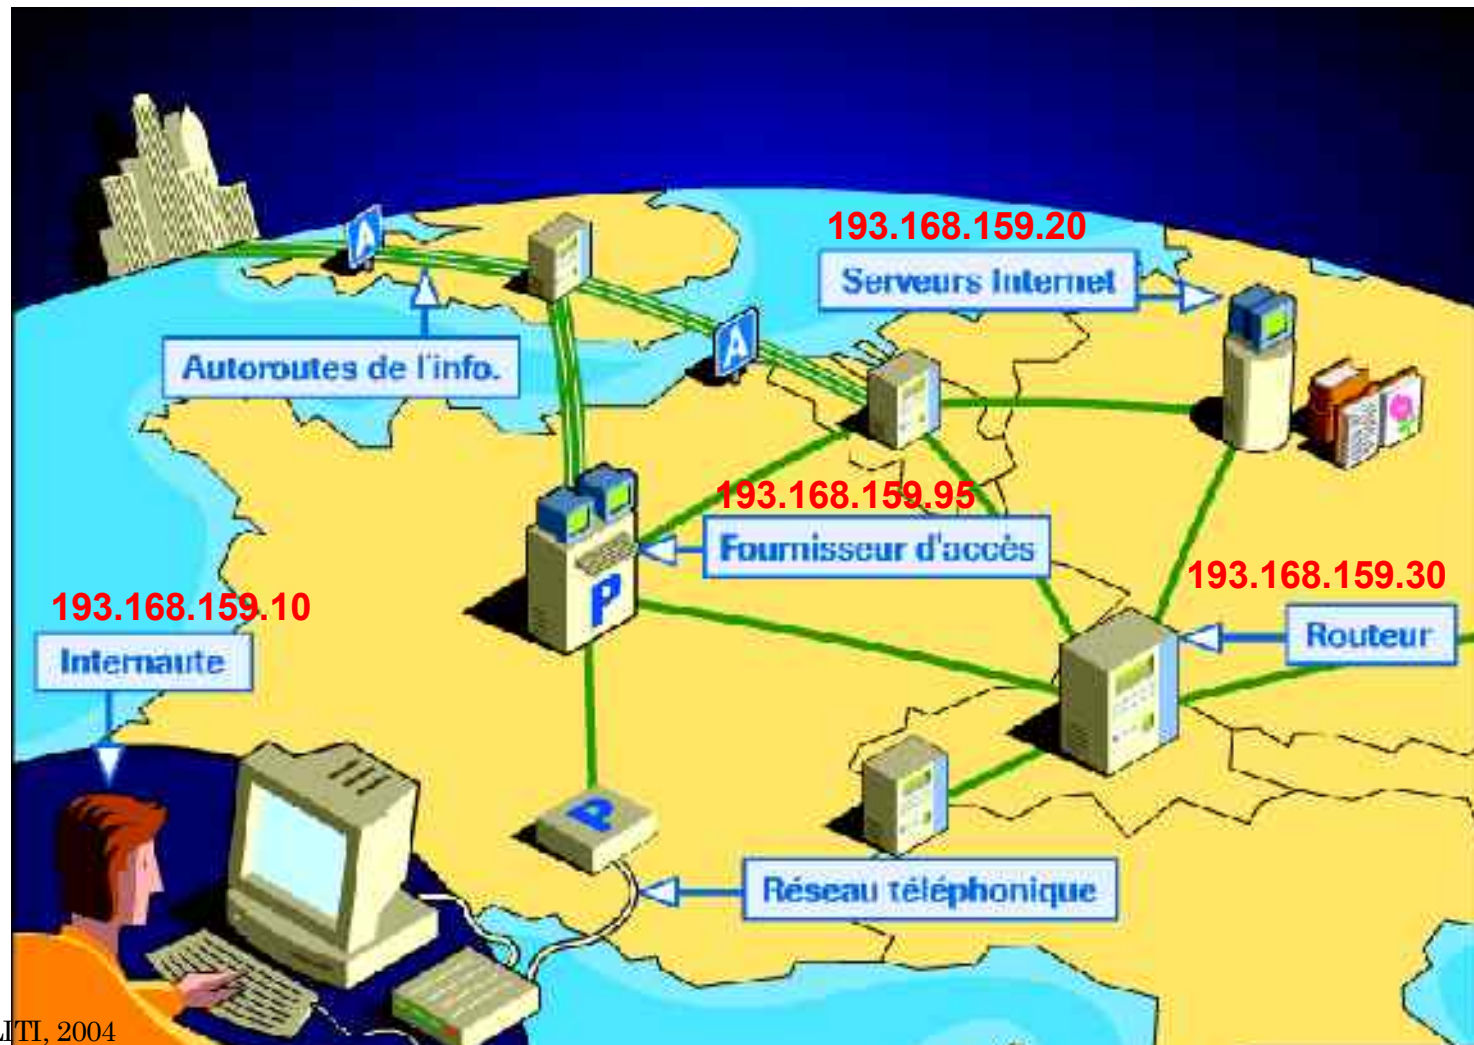 193.168.159.20
Serveurs Internet
A
Autoroutes de l'info.
A
193.168.159.95
Fournisseur d'accès
P
193.168.159.10
Internaute
193.168.159.30
Routeur
P
Réseau téléphonique
ITI, 2004